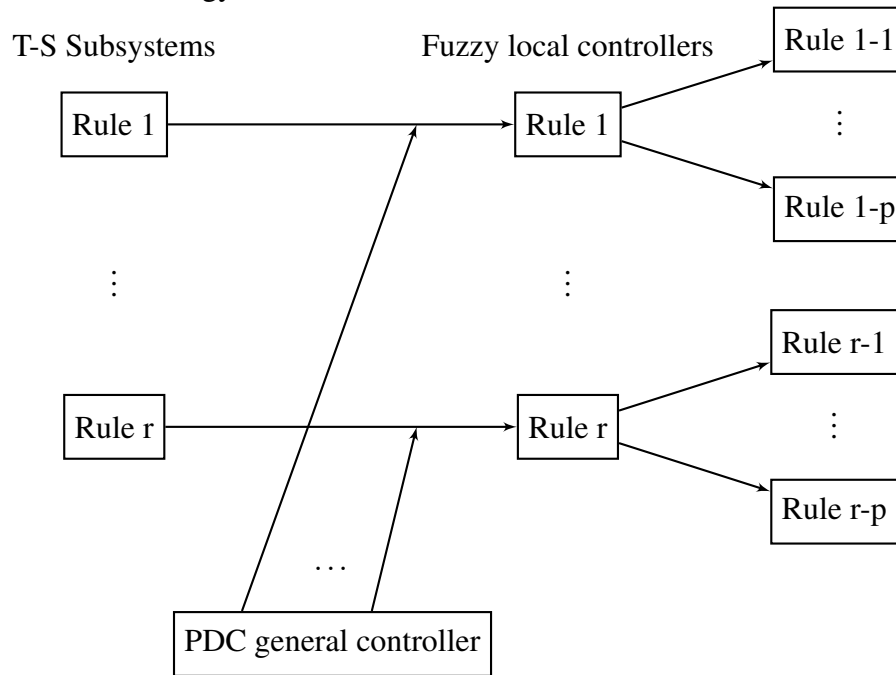 T-S Subsystems
Fuzzy local controllers
Rule 1-1
Rule 1
Rule 1
⋮
Rule 1-p
⋮
⋮
Rule r-1
Rule r
Rule r
⋮
Rule r-p
...
PDC general controller